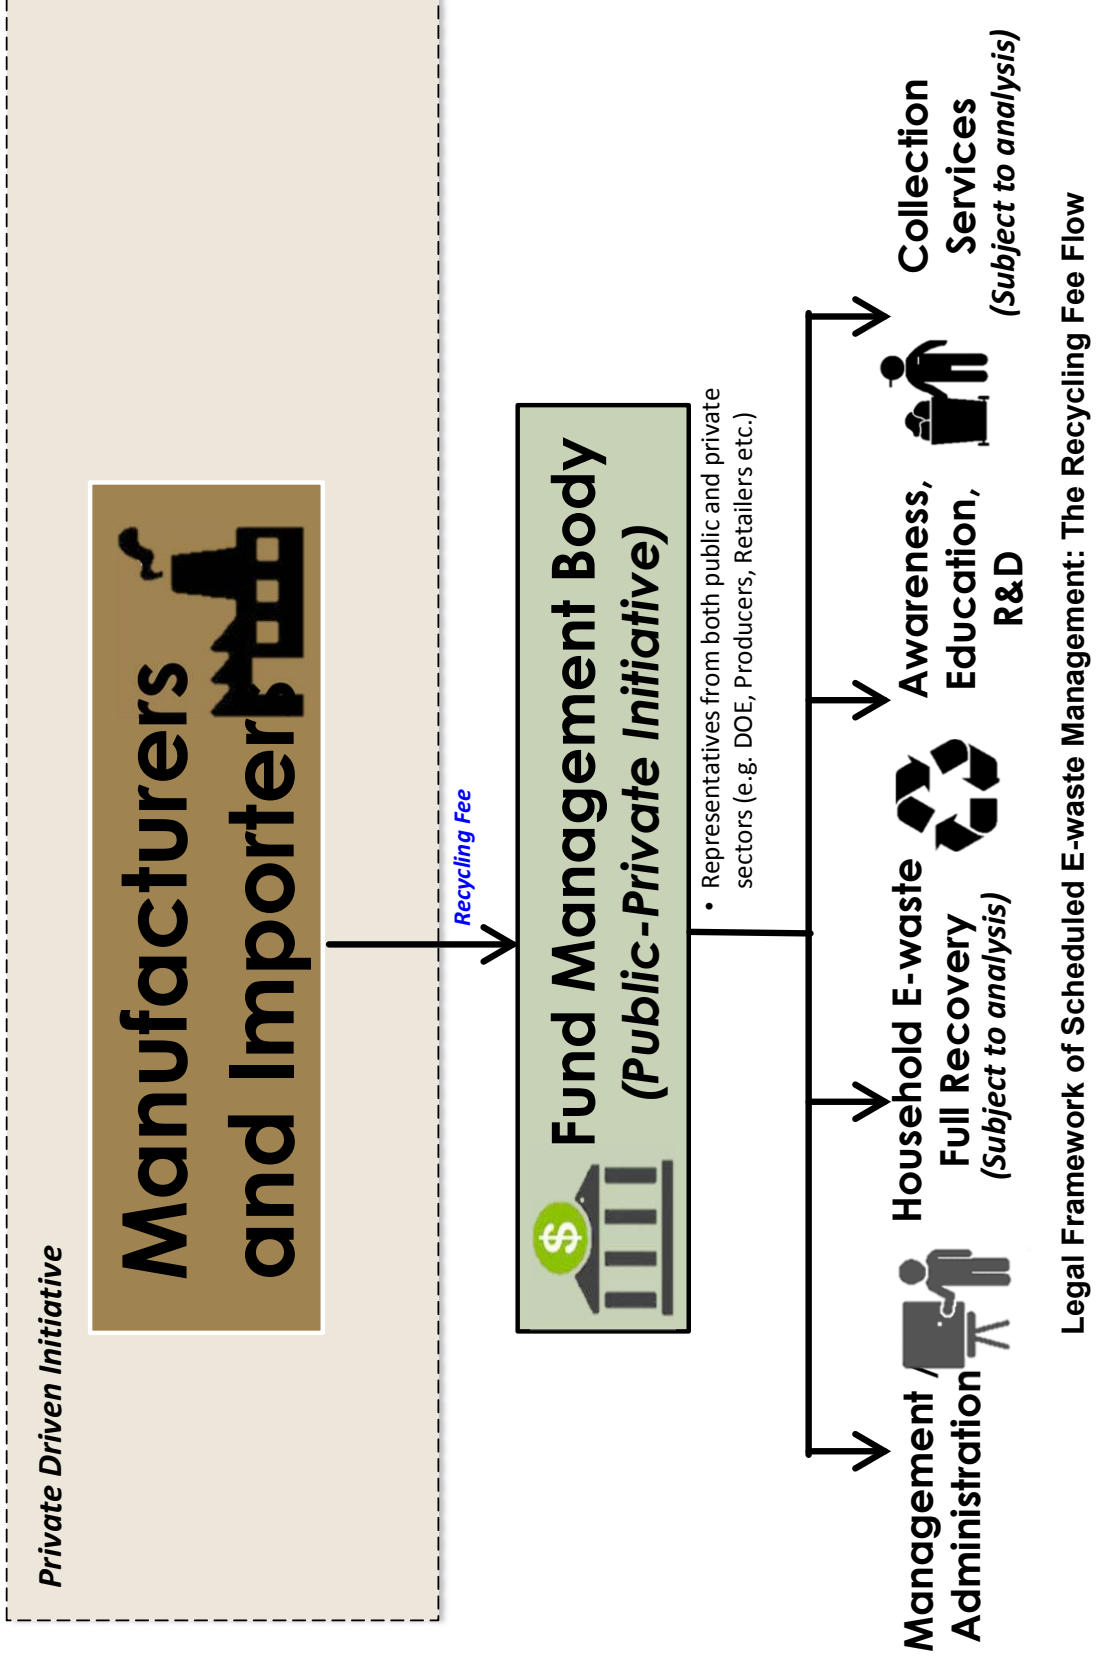 Private Driven Initiative
Manufacturers
and Importers
Recycling Fee
Fund Management Body
(Public-Private Initiative)
• Representatives from both public and private
sectors (e.g. DOE, Producers, Retailers etc.)
Management /
Administration
Household E-waste
Full Recovery
(Subject to analysis)
Awareness,
Education,
R&D
Collection
Services
(Subject to analysis)
Legal Framework of Scheduled E-waste Management: The Recycling Fee Flow